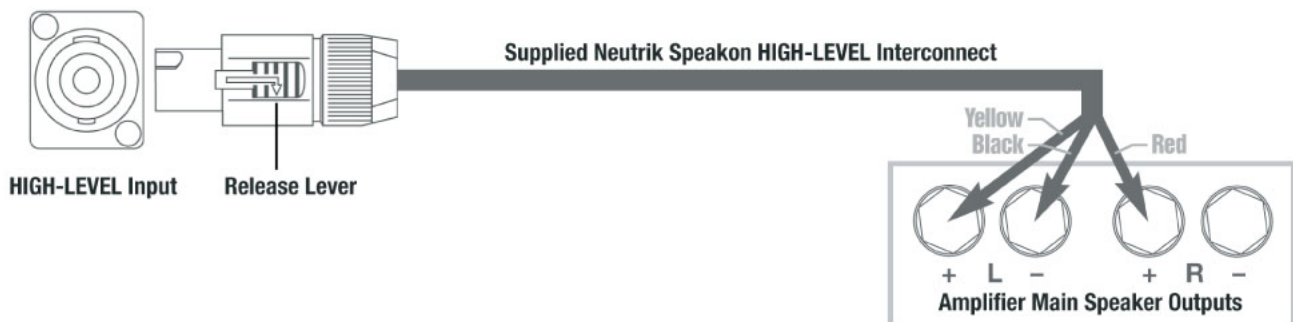 Supplied Neutrik Speakon HIGH-LEVEL Interconnect
Yellow
Black
Red
HIGH-LEVEL Input
Release Lever
+ L - + R -
Amplifier Main Speaker Outputs